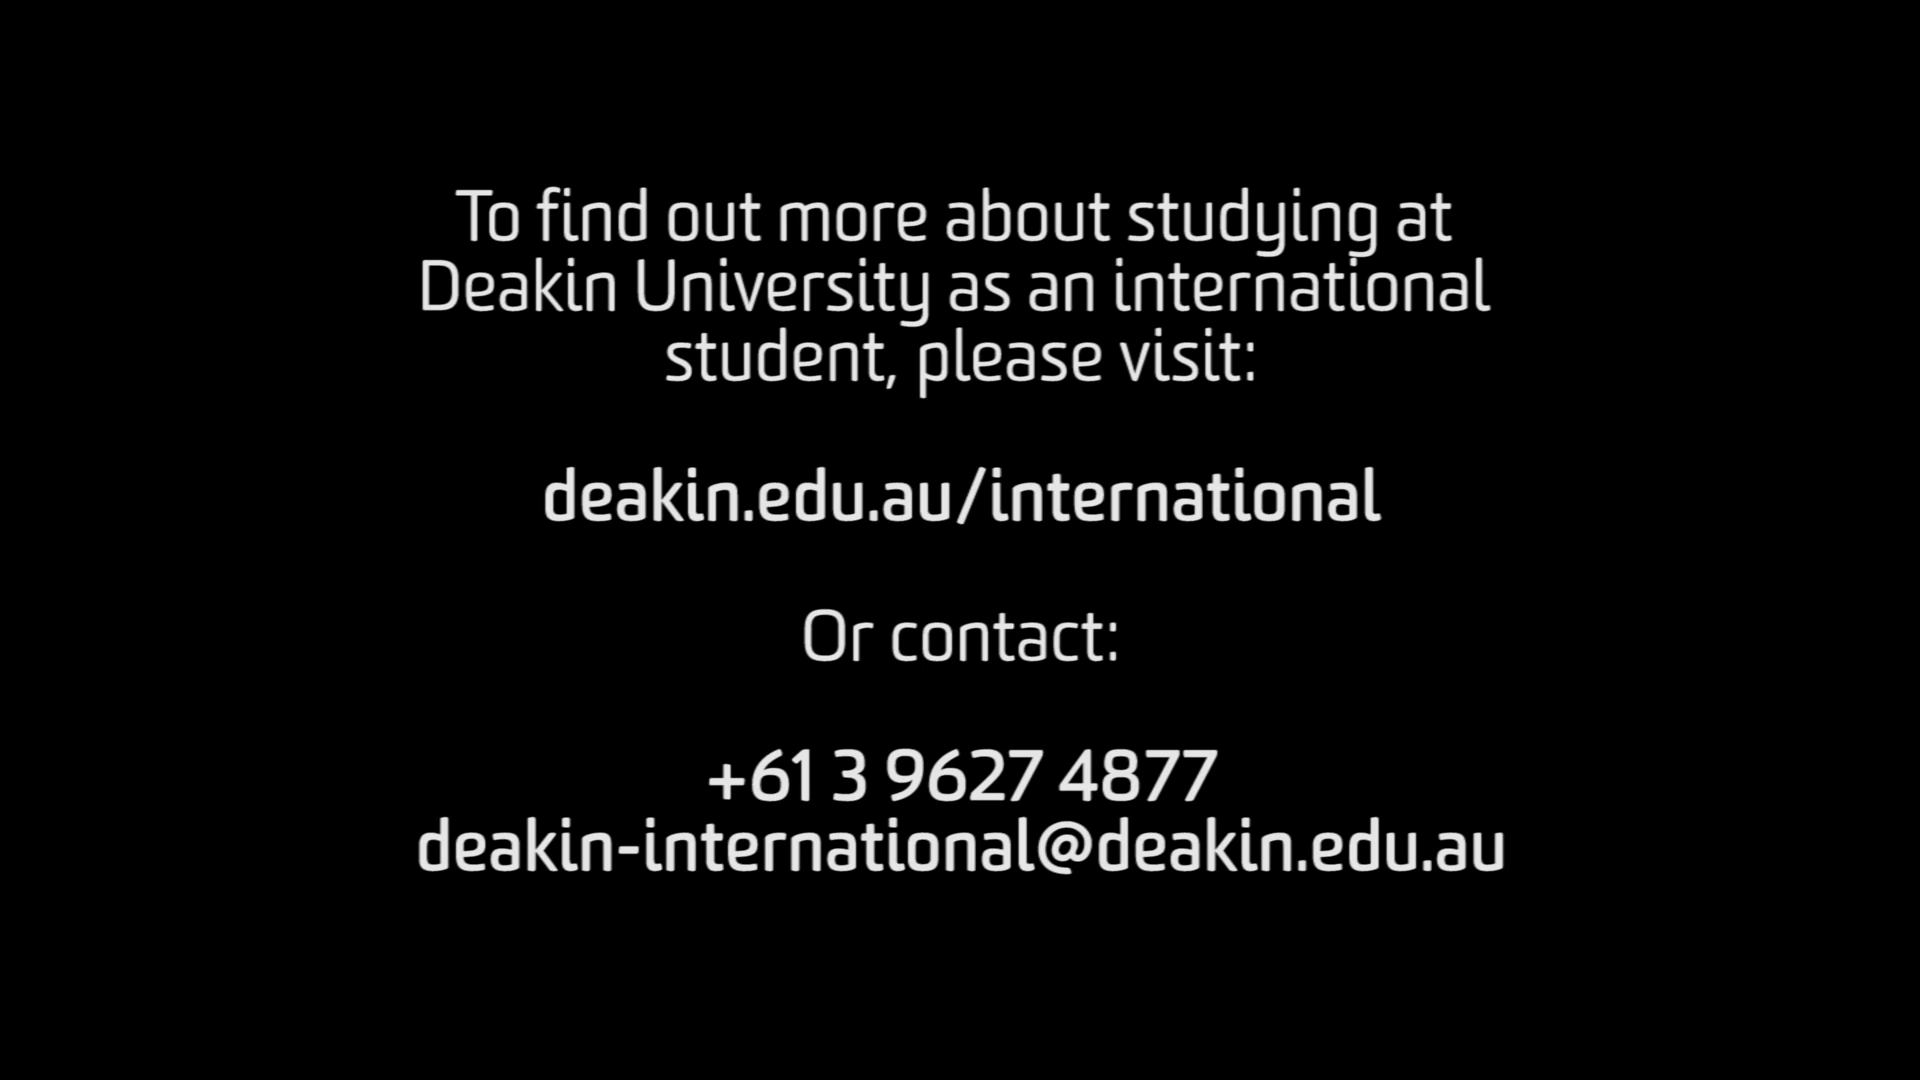 To find out more about studying at
Deakin University as an international
student, please visit:
deakin.edu.au/international
Or contact:
+61 3 9627 4877
deakin-international@deakin.edu.au